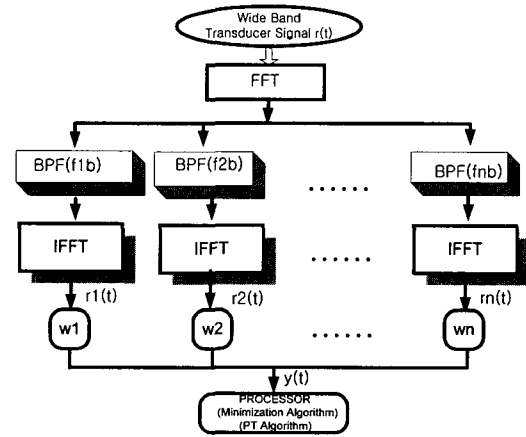 Wide Band
Transducer Signal r(t)
FFT
BPF(f1b)
BPF(f2b)
......
BPF(fnb)
IFFT
IFFT
......
IFFT
r1(t)
r2(t)
rn(t)
w1
w2
......
wn
y(t)
PROCESSOR
(Minimization Algorithm)
(PT Algorithm)